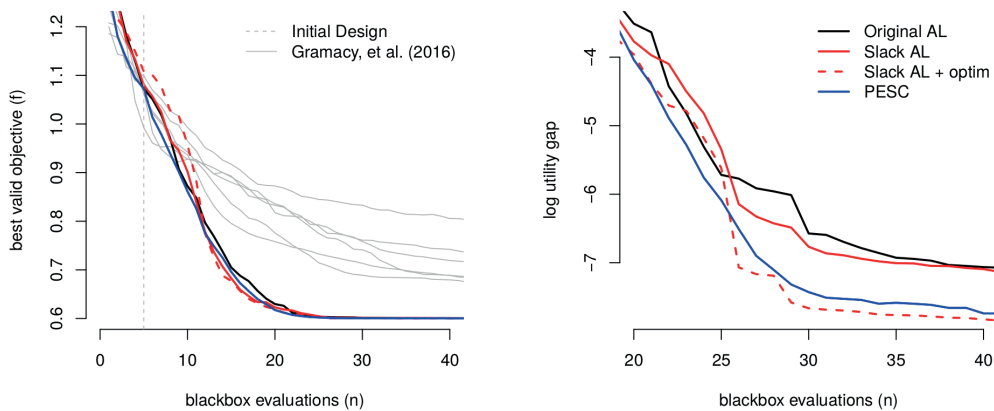 best valid objective (f)
1.2
1.1
1.0
0.9
0.8
0.7
0.6
Initial Design
Gramacy, et al. (2016)
0
10
20
30
40
blackbox evaluations (n)
log utility gap
−4
−5
−6
−7
Original AL
Slack AL
Slack AL + optim
PESC
20
25
30
35
40
blackbox evaluations (n)